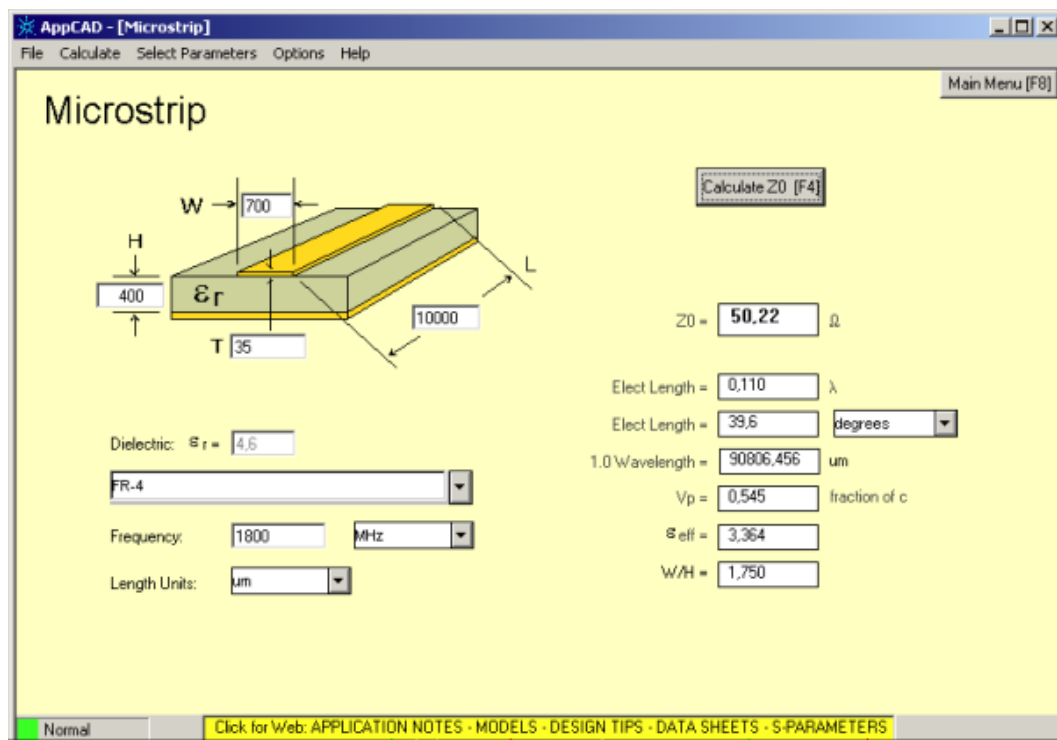 AppCAD - [Microstrip]
File Calculate Select Parameters Options Help
Main Menu [F8]
Microstrip
Calculate Z0 [F4]
W 700
H
L
400
εr
10000
T 35
Z0 = 50,22 Ω
Elect Length = 0,110 λ
Elect Length = 39,6 degrees
1.0 Wavelength = 90806,456 um
Vp = 0,545 fraction of c
εeff = 3,364
W/H = 1,750
Dielectric: εr = 4,6
FR-4
Frequency: 1800 MHz
Length Units: um
Normal
Click for Web: APPLICATION NOTES - MODELS - DESIGN TIPS - DATA SHEETS - S-PARAMETERS